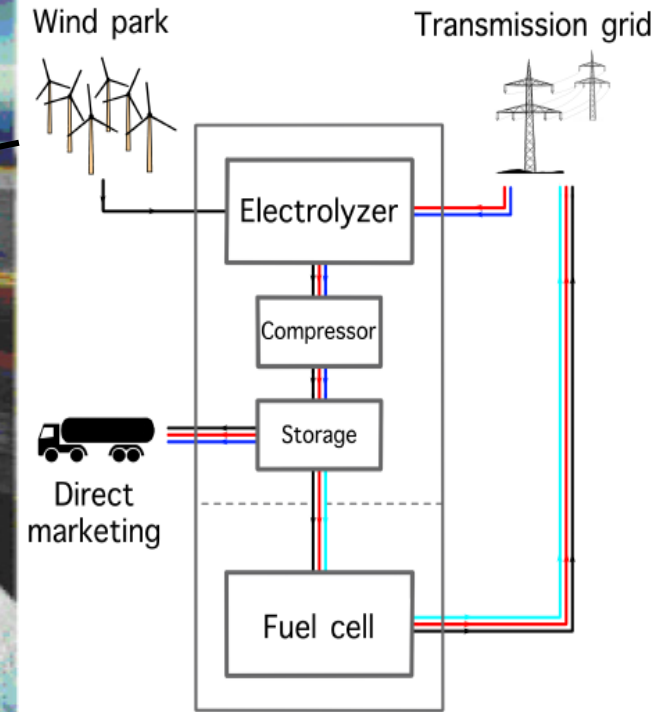 Wind park
Transmission grid
Electrolyzer
Compressor
Storage
Direct
marketing
Fuel cell